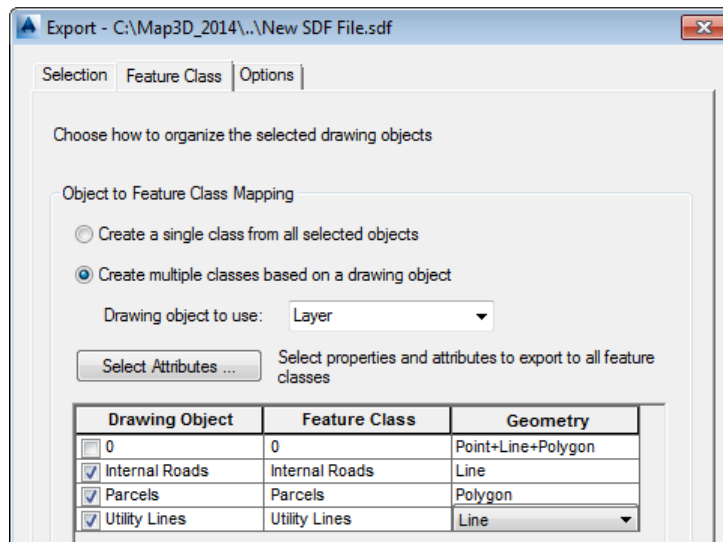 Export - C:\Map3D_2014\..\New SDF File.sdf
Selection Feature Class Options
Choose how to organize the selected drawing objects
Object to Feature Class Mapping
Create a single class from all selected objects
Create multiple classes based on a drawing object
Drawing object to use: Layer
Select Attributes ... Select properties and attributes to export to all feature
classes
Drawing Object Feature Class Geometry
0 0 Point+Line+Polygon
Internal Roads Internal Roads Line
Parcels Parcels Polygon
Utility Lines Utility Lines Line